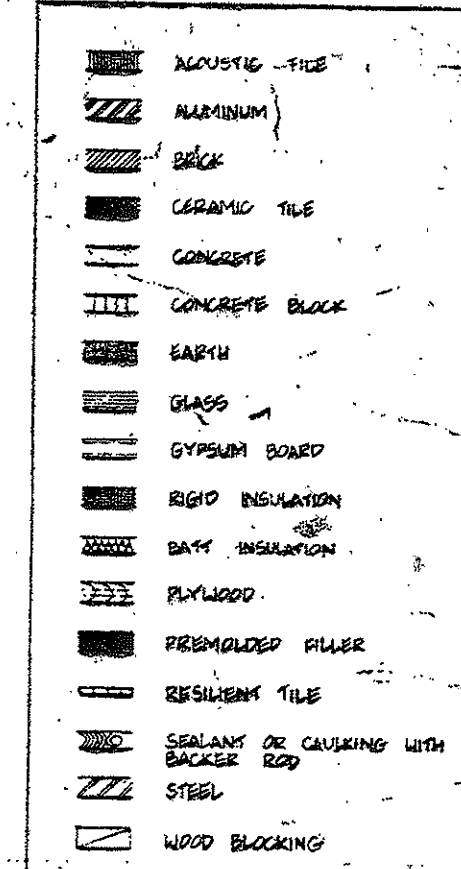 ACOUSTIC TILE
ALUMINUM
BRICK
CERAMIC TILE
CONCRETE
CONCRETE BLOCK
EARTH
GLASS
GYPSUM BOARD
RIGID INSULATION
BATT INSULATION
PLYWOOD
PREMOLDED FILLER
RESILIENT TILE
SEALANT OR CAULKING WITH
BACKER ROD
STEEL
WOOD BLOCKING